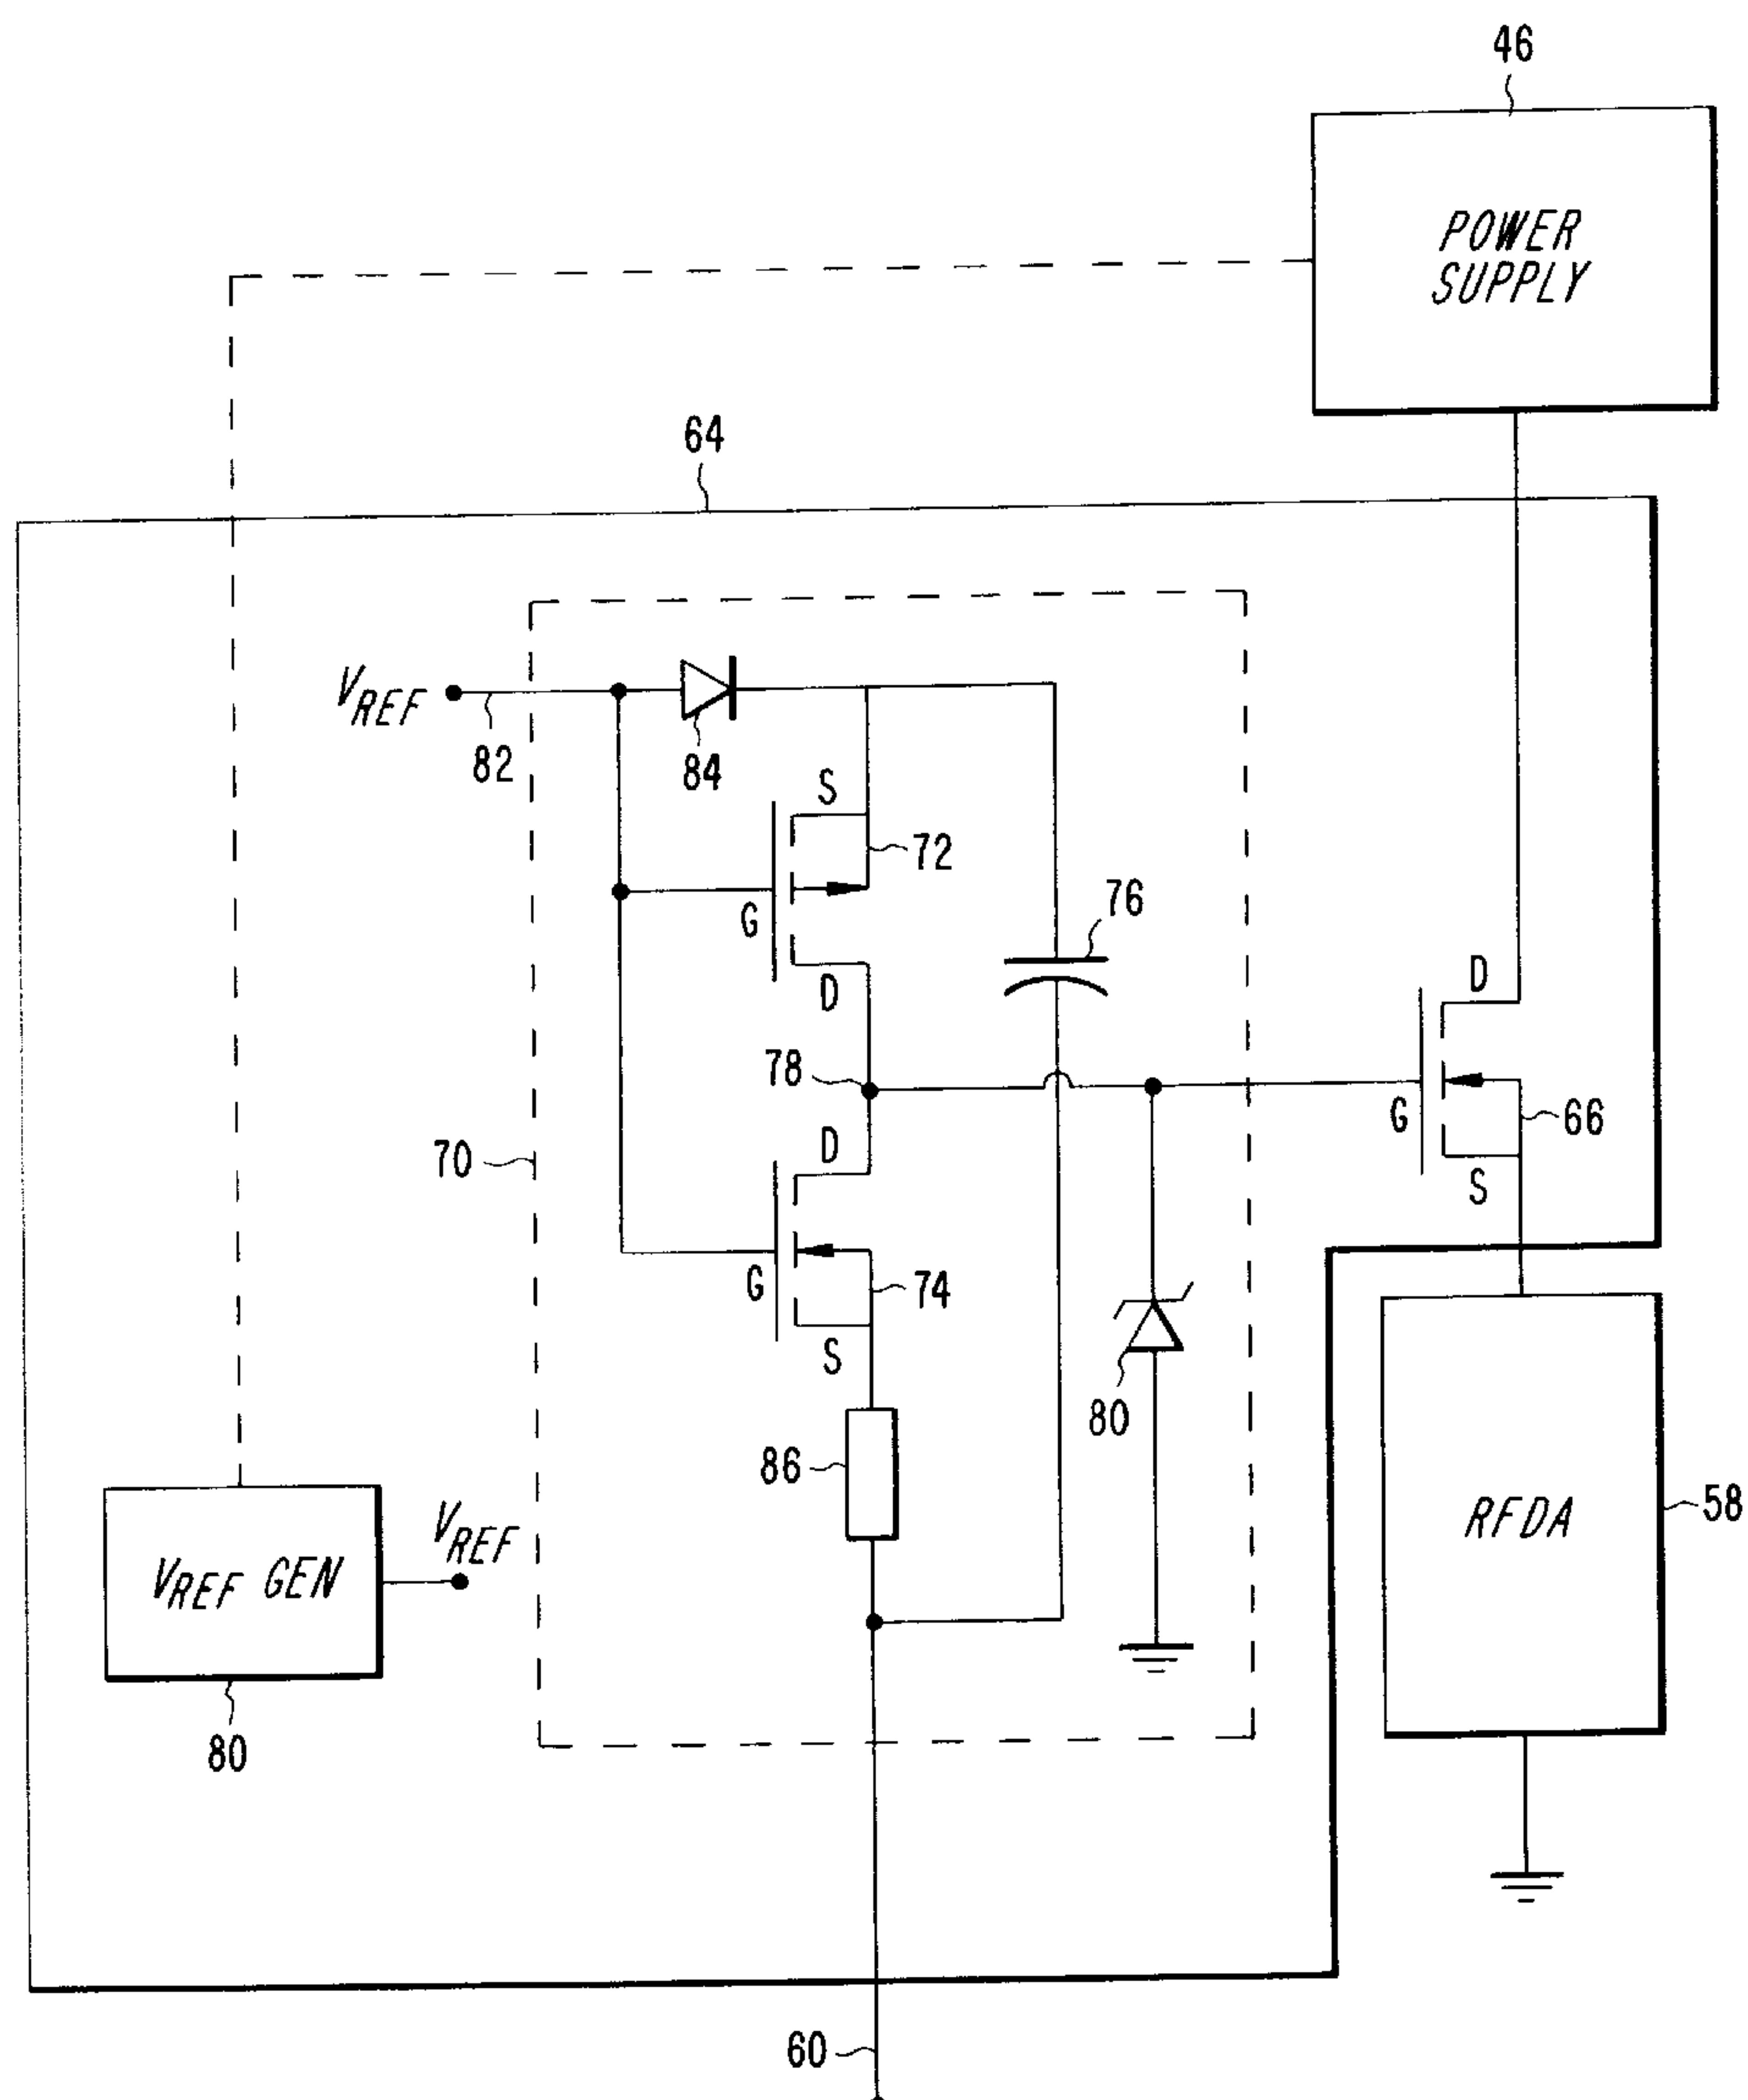 46
POWER
SUPPLY
64
VREF
82
84
S
72
G
D
76
78
D
70
G
74
S
D
G
66
S
80
86
RFDA
58
VREF
VREF GEN
80
60